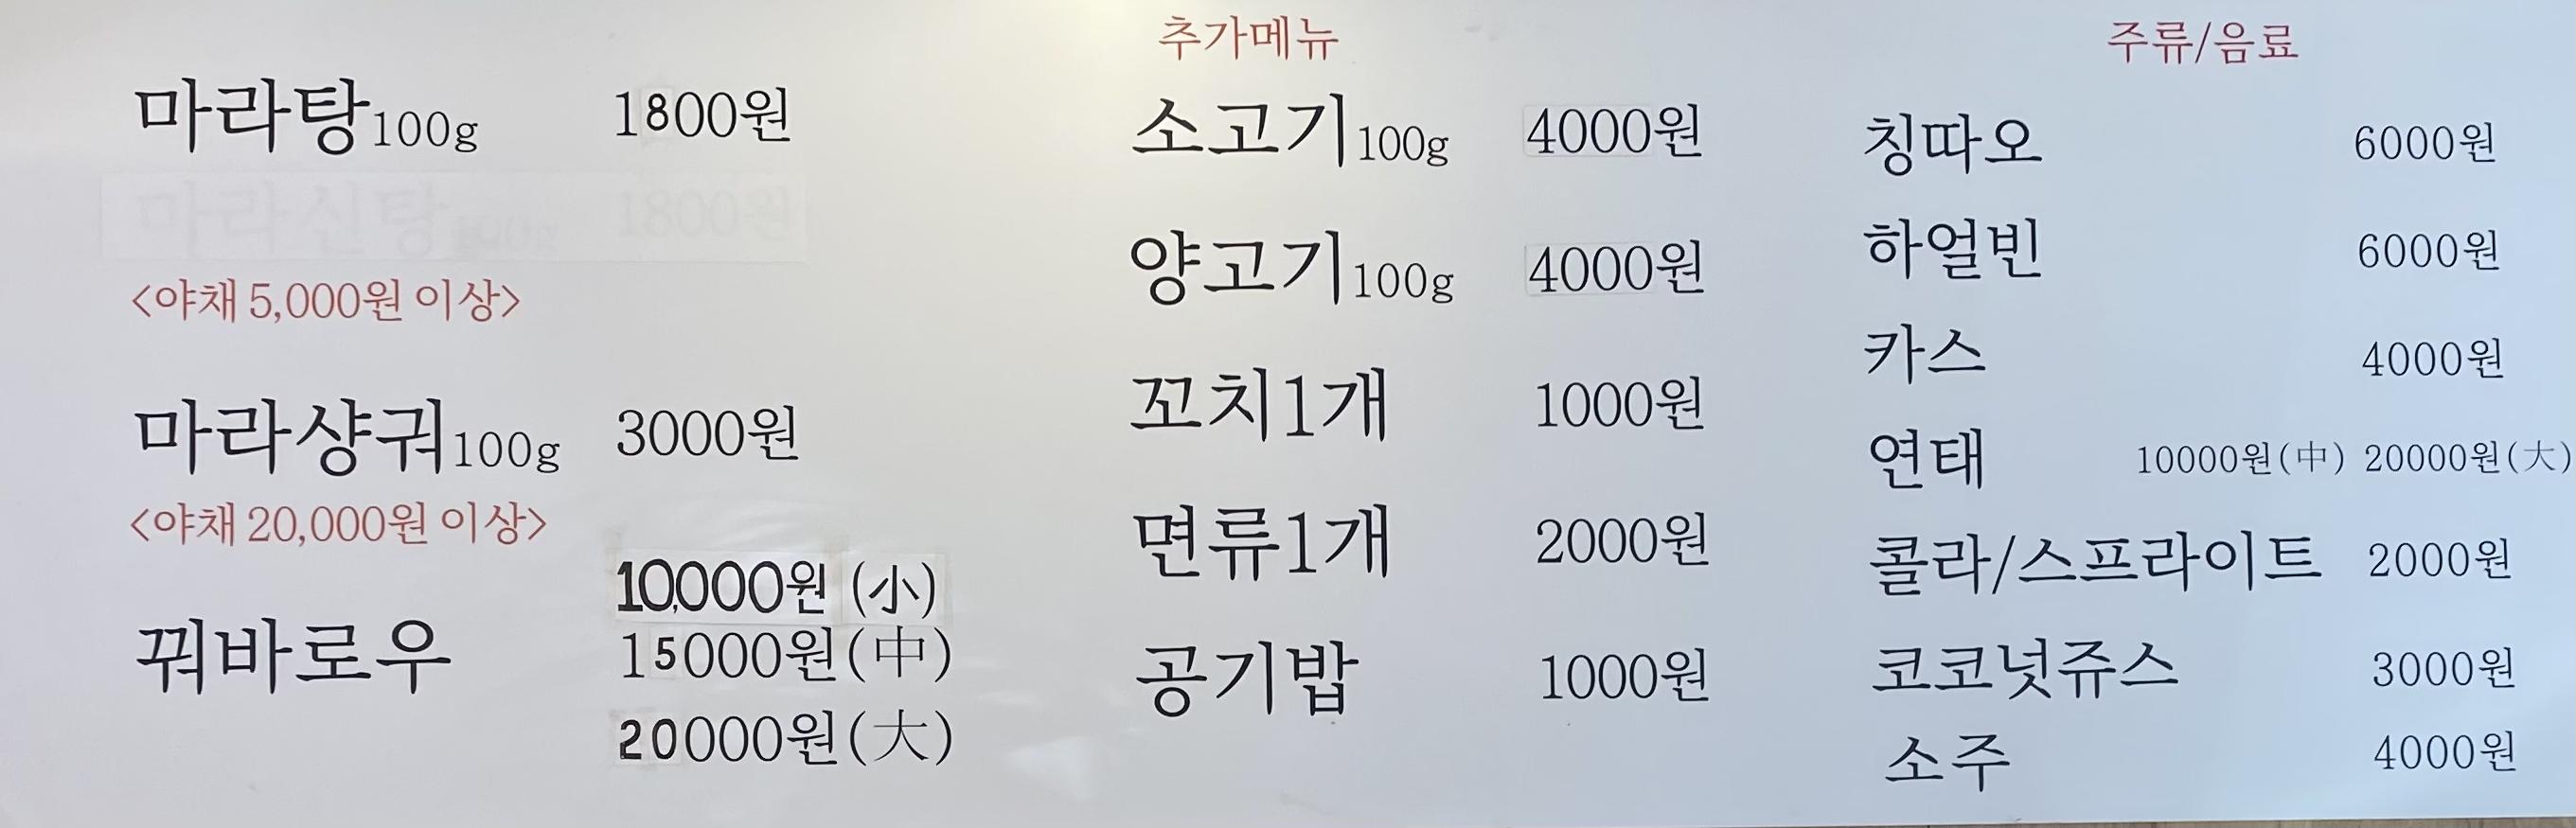 마라탕100g 1800원
마라신탕100g 1800원
<야채 5,000원 이상>
마라샹궈100g 3000원
<야채 20,000원 이상>
꿔바로우
10,000원 (小)
15000원(中)
20000원(大)
추가메뉴
소고기100g 4000원
양고기100g 4000원
꼬치1개 1000원
면류1개 2000원
공기밥 1000원
주류/음료
칭따오 6000원
하얼빈 6000원
카스 4000원
연태 10000원(中) 20000원(大)
콜라/스프라이트 2000원
코코넛쥬스 3000원
소주 4000원